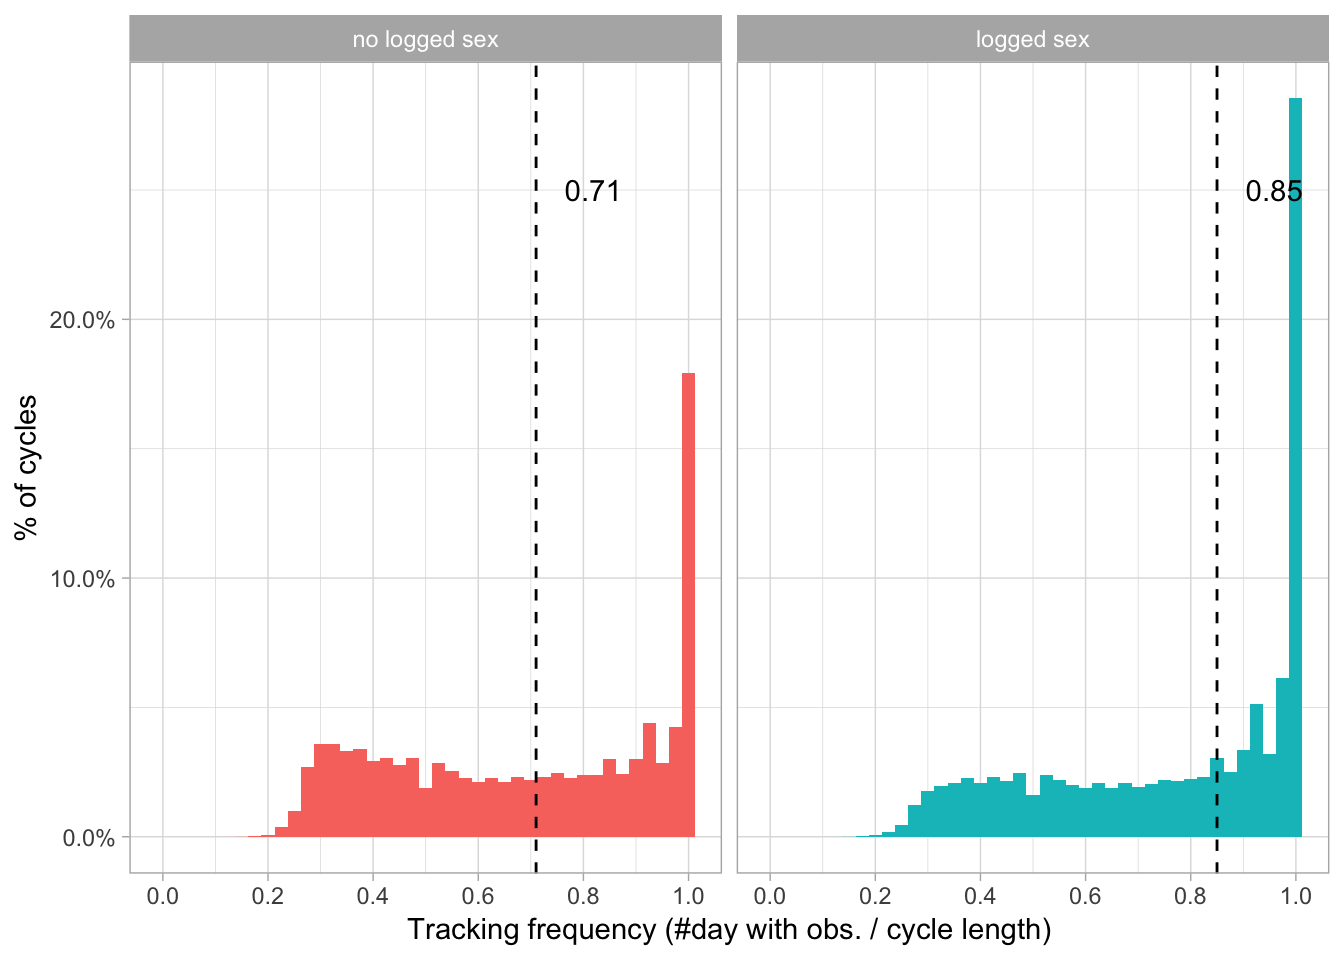 no logged sex
logged sex
0.71
0.85
20.0%
10.0%
0.0%
% of cycles
0.0 0.2 0.4 0.6 0.8 1.0
0.0 0.2 0.4 0.6 0.8 1.0
Tracking frequency (#day with obs. / cycle length)